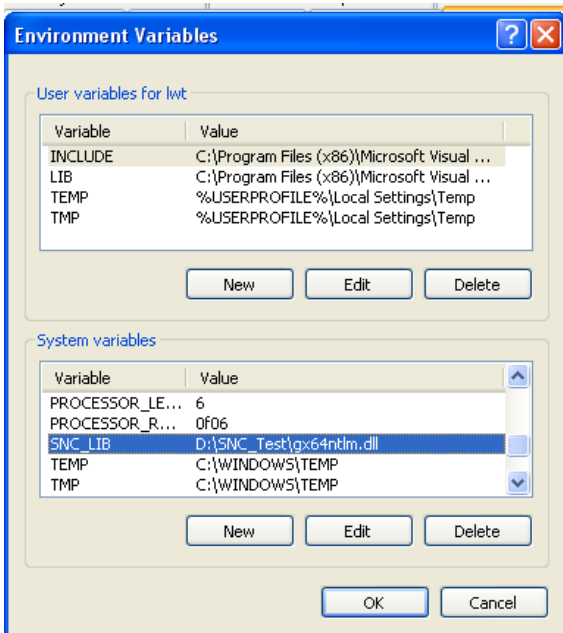 Environment Variables
User variables for lwt
Variable Value
INCLUDE C:\Program Files (x86)\Microsoft Visual ...
LIB C:\Program Files (x86)\Microsoft Visual ...
TEMP %USERPROFILE%\Local Settings\Temp
TMP %USERPROFILE%\Local Settings\Temp
New Edit Delete
System variables
Variable Value
PROCESSOR_LE... 6
PROCESSOR_R... 0f06
SNC_LIB D:\SNC_Test\gx64ntlm.dll
TEMP C:\WINDOWS\TEMP
TMP C:\WINDOWS\TEMP
New Edit Delete
OK Cancel